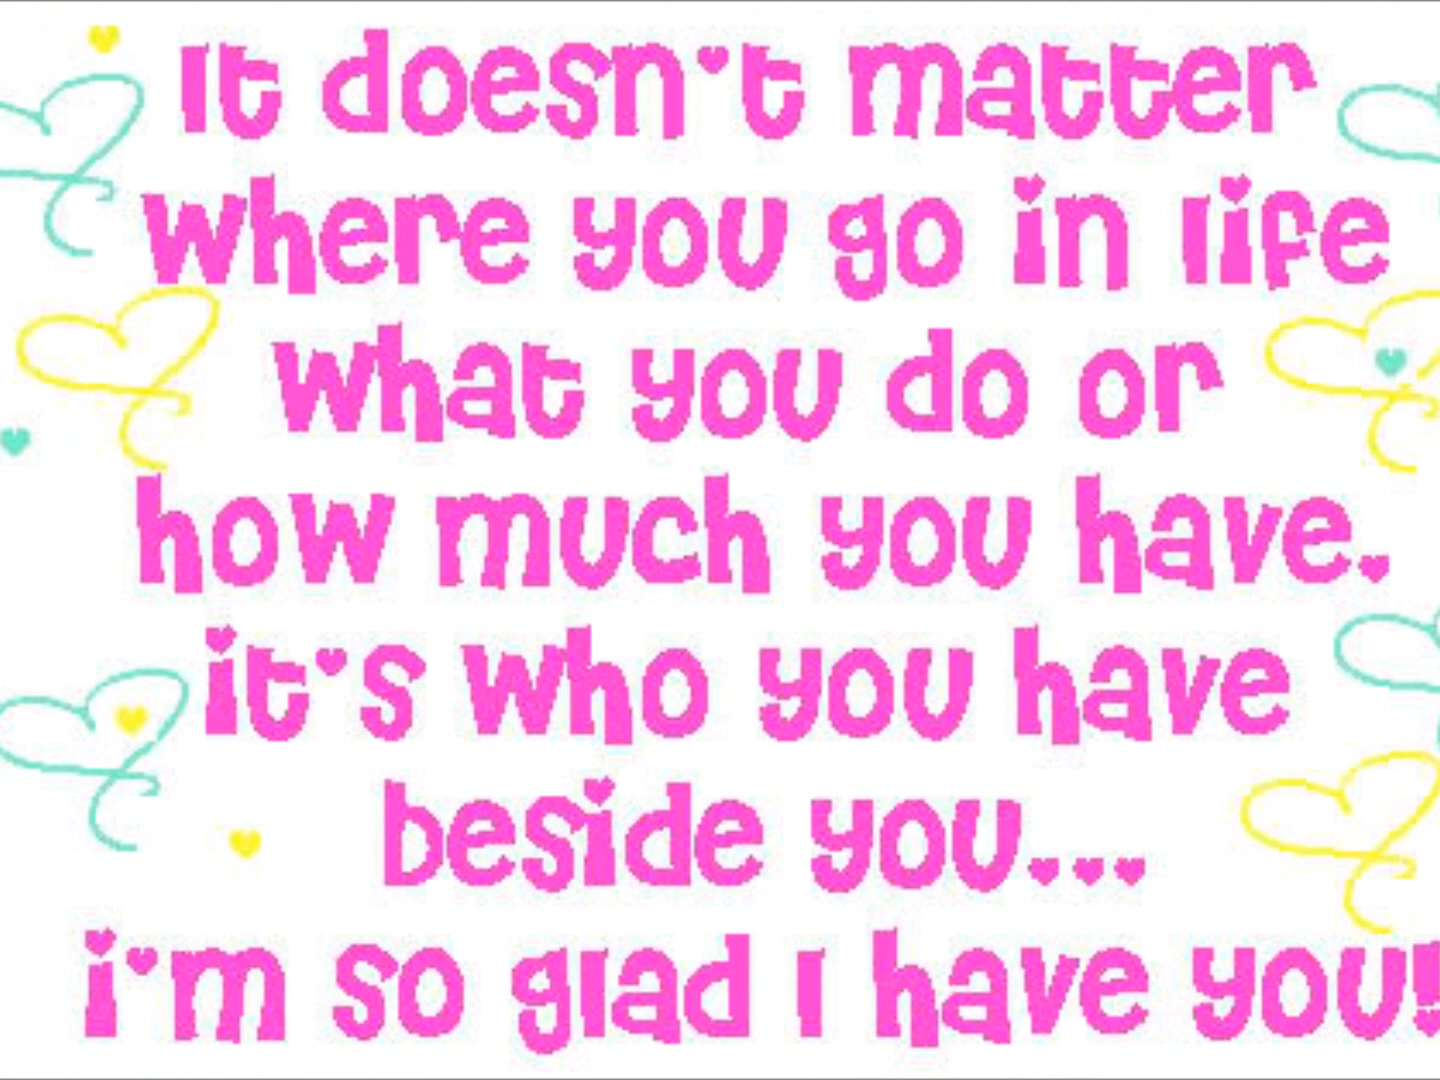 It doesn't matter
where you go in life
what you do or
how much you have.
it's who you have
beside you...
i'm so glad I have you!